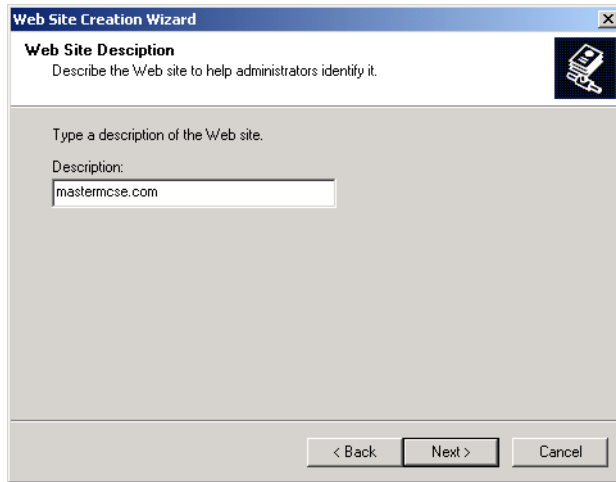 Web Site Creation Wizard
Web Site Desciption
Describe the Web site to help administrators identify it.
Type a description of the Web site.
Description:
mastermcse.com
< Back Next > Cancel